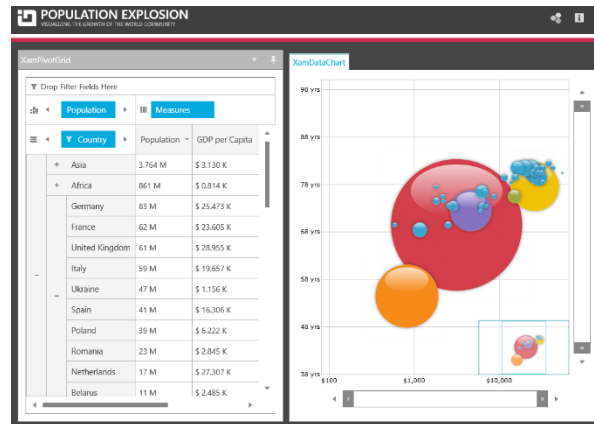 POPULATION EXPLOSION
VISUALIZING THE GROWTH OF THE WORLD COMMUNITY
XamPivotGrid
Drop Filter Fields Here
Population
Measures
Country
Population
GDP per Capita
Asia 3.764 M $ 3.130 K
Africa 861 M $ 0.814 K
Germany 83 M $ 25.473 K
France 62 M $ 23.605 K
United Kingdom 61 M $ 28.955 K
Italy 59 M $ 19.657 K
Ukraine 47 M $ 1.156 K
Spain 41 M $ 16.306 K
Poland 39 M $ 6.222 K
Romania 23 M $ 2.845 K
Netherlands 17 M $ 27.307 K
Belarus 11 M $ 2.485 K
XamDataChart
90 yrs
88 yrs
78 yrs
68 yrs
58 yrs
40 yrs
38 yrs
$100 $1,000 $10,000